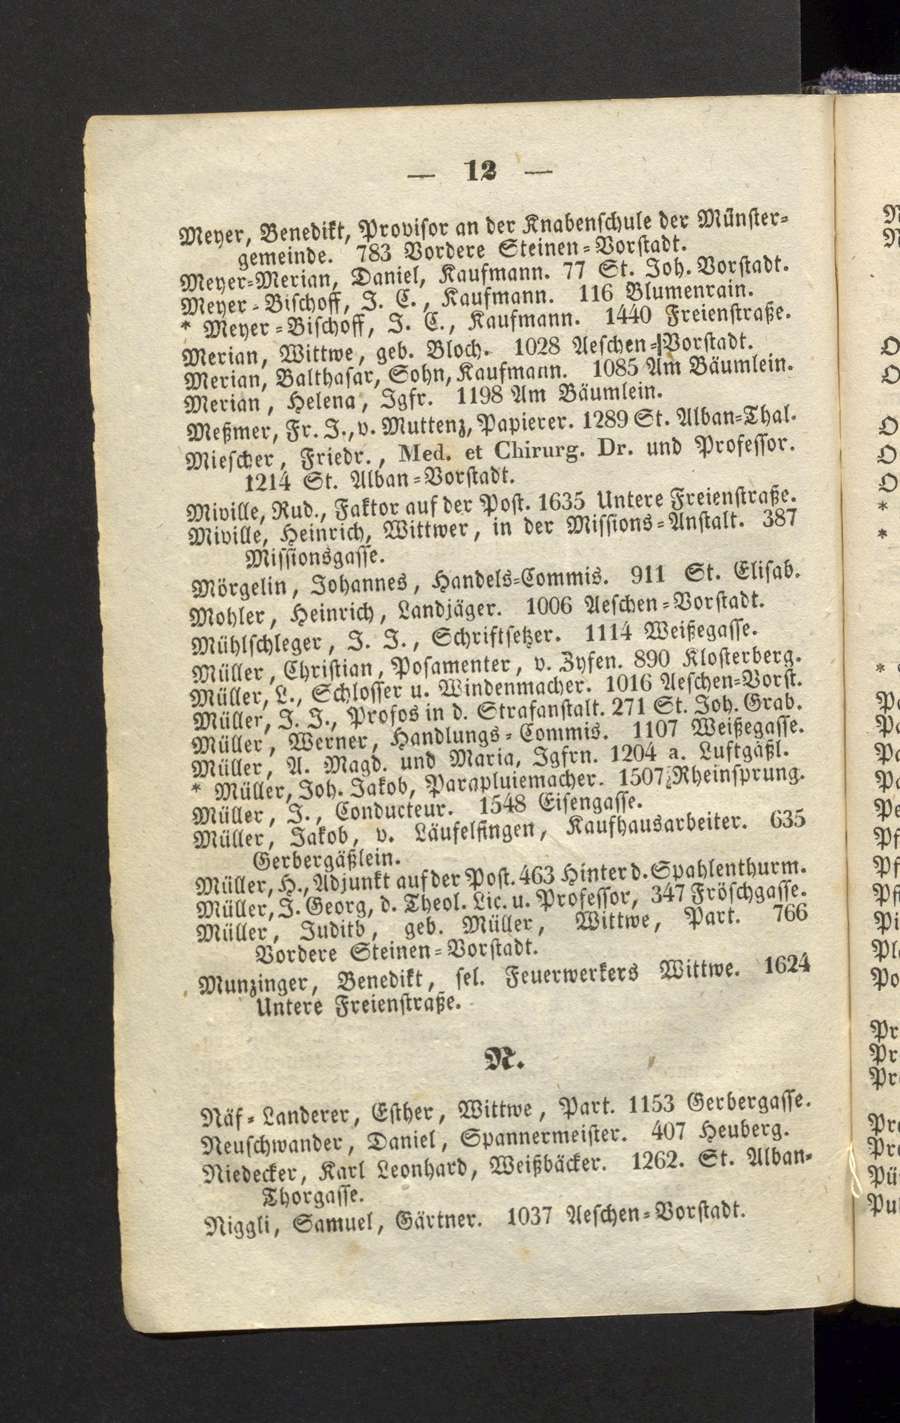 — 12 —
Meyer, Benedikt, Provisor an der Knabenschule der Münster-
gemeinde. 783 Vordere Steinen-Vorstadt.
Meyer-Merian, Daniel, Kaufmann. 77 St. Joh. Vorstadt.
Meyer-Bischoff, J. C., Kaufmann. 116 Blumenrain.
* Meyer-Bischoff, J. C., Kaufmann. 1440 Freienstraße.
Merian, Wittwe, geb. Bloch. 1028 Aeschen-Vorstadt.
Merian, Balthasar, Sohn, Kaufmann. 1085 Am Bäumlein.
Merian, Helena, Jgfr. 1198 Am Bäumlein.
Meßmer, Fr. J., v. Muttenz, Papierer. 1289 St. Alban-Thal.
Miescher, Friedr., Med. et Chirurg. Dr. und Professor.
1214 St. Alban-Vorstadt.
Miville, Rud., Faktor auf der Post. 1635 Untere Freienstraße.
Miville, Heinrich, Wittwer, in der Missions-Anstalt. 387
Missionsgasse.
Mörgelin, Johannes, Handels-Commis. 911 St. Elisab.
Mohler, Heinrich, Landjäger. 1006 Aeschen-Vorstadt.
Mühlschleger, J. J., Schriftsetzer. 1114 Weißegasse.
Müller, Christian, Posamenter, v. Zyfen. 890 Klosterberg.
Müller, L., Schlosser u. Windenmacher. 1016 Aeschen-Vorst.
Müller, J. J., Profos in d. Strafanstalt. 271 St. Joh. Grab.
Müller, Werner, Handlungs-Commis. 1107 Weißegasse.
Müller, A. Magd. und Maria, Jgfrn. 1204 a. Luftgäßl.
* Müller, Joh. Jakob, Parapluiemacher. 1507 Rheinsprung.
Müller, J., Conducteur. 1548 Eisengasse.
Müller, Jakob, v. Läufelfingen, Kaufhausarbeiter. 635
Gerbergäßlein.
Müller, H., Adjunkt auf der Post. 463 Hinter d. Spahlenthurm.
Müller, J. Georg, d. Theol. Lic. u. Professor, 347 Fröschgasse.
Müller, Judith, geb. Müller, Wittwe, Part. 766
Vordere Steinen-Vorstadt.
Munzinger, Benedikt, sel. Feuerwerkers Wittwe. 1624
Untere Freienstraße.
N.
Näf-Landerer, Esther, Wittwe, Part. 1153 Gerbergasse.
Neuschwander, Daniel, Spannermeister. 407 Heuberg.
Niedecker, Karl Leonhard, Weißbäcker. 1262. St. Alban-
Thorgasse.
Niggli, Samuel, Gärtner. 1037 Aeschen-Vorstadt.